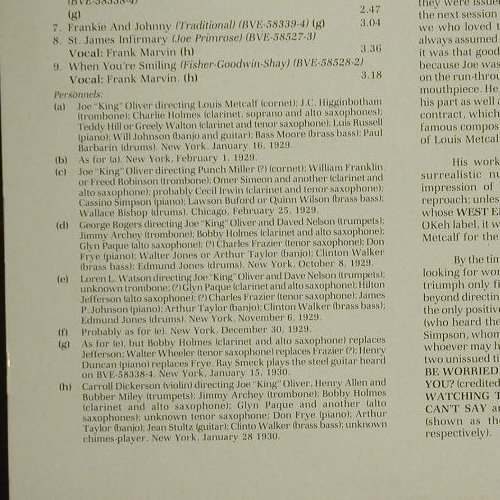 (g) 2.47
7. Frankie And Johnny (Traditional) (BVE-58339-4) (g) 3.04
8. St. James Infirmary (Joe Primrose) (BVE-58527-3)
Vocal: Frank Marvin (h) 3.36
9. When You're Smiling (Fisher-Goodwin-Shay) (BVE-58528-2)
Vocal: Frank Marvin. (h) 3.18
Personnels:
(a) Joe "King" Oliver directing Louis Metcalf (cornet); J.C. Higginbotham
(trombone); Charlie Holmes (clarinet, soprano and alto saxophones);
Teddy Hill or Greely Walton (clarinet and tenor saxophone); Luis Russell
(piano); Will Johnson (banjo and guitar); Bass Moore (brass bass); Paul
Barbarin (drums). New York, January 16, 1929.
(b) As for (a). New York, February 1, 1929.
(c) Joe "King" Oliver directing Punch Miller (?) (cornet); William Franklin
or Freed Robinson (trombone); Omer Simeon and another (clarinet and
alto saxophone); probably Cecil Irwin (clarinet and tenor saxophone);
Cassino Simpson (piano); Lawson Buford or Quinn Wilson (brass bass);
Wallace Bishop (drums). Chicago, February 25, 1929.
(d) George Rogers directing Joe "King" Oliver and Daved Nelson (trumpets);
Jimmy Archey (trombone); Bobby Holmes (clarinet and alto saxophone);
Glyn Paque (alto saxophone); (?) Charles Frazier (tenor saxophone); Don
Frye (piano); Walter Jones or Arthur Taylor (banjo); Clinton Walker
(brass bass); Edmund Jones (drums). New York, October 8, 1929.
(e) Loren L. Watson directing Joe "King" Oliver and Dave Nelson (trumpets);
unknown trombone; (?) Glyn Paque (clarinet and alto saxophone); Hilton
Jefferson (alto saxophone); (?) Charles Frazier (tenor saxophone); James
P. Johnson (piano); Arthur Taylor (banjo); Clinton Walker (brass bass);
Edmund Jones (drums). New York, November 6, 1929.
(f) Probably as for (e). New York, December 30, 1929.
(g) As for (e), but Bobby Holmes (clarinet and alto saxophone) replaces
Jefferson; Walter Wheeler (tenor saxophone) replaces Frazier (?); Henry
Duncan (piano) replaces Frye. Ray Smeck plays the steel guitar heard
on BVE-58338-4. New York, January 15, 1930.
(h) Carroll Dickerson (violin) directing Joe "King" Oliver, Henry Allen and
Bubber Miley (trumpets); Jimmy Archey (trombone); Bobby Holmes
(clarinet and alto saxophone); Glyn Paque and another (alto
saxophones); unknown tenor saxophone; Don Frye (piano); Arthur
Taylor (banjo); Jean Stultz (guitar); Clinto Walker (brass bass); unknown
chimes-player. New York, January 28 1930.
they were issued
the next session
we who loved t
always assumed
it was that good
because Joe was
on the run-throu
mouthpiece. He
his part as well a
contract, which
famous compos
of Louis Metcal
His work
surrealistic nu
impression of
reproach; unles
whose WEST E
OKeh label, it w
Metcalf for the
By the tim
looking for wor
triumph only fi
beyond directin
the only positive
(who heard the
Simpson, whom
whoever may h
two unissued t
BE WORRIED
YOU? (credited
WATCHING T
CAN'T SAY a
(shown as the
respectively).